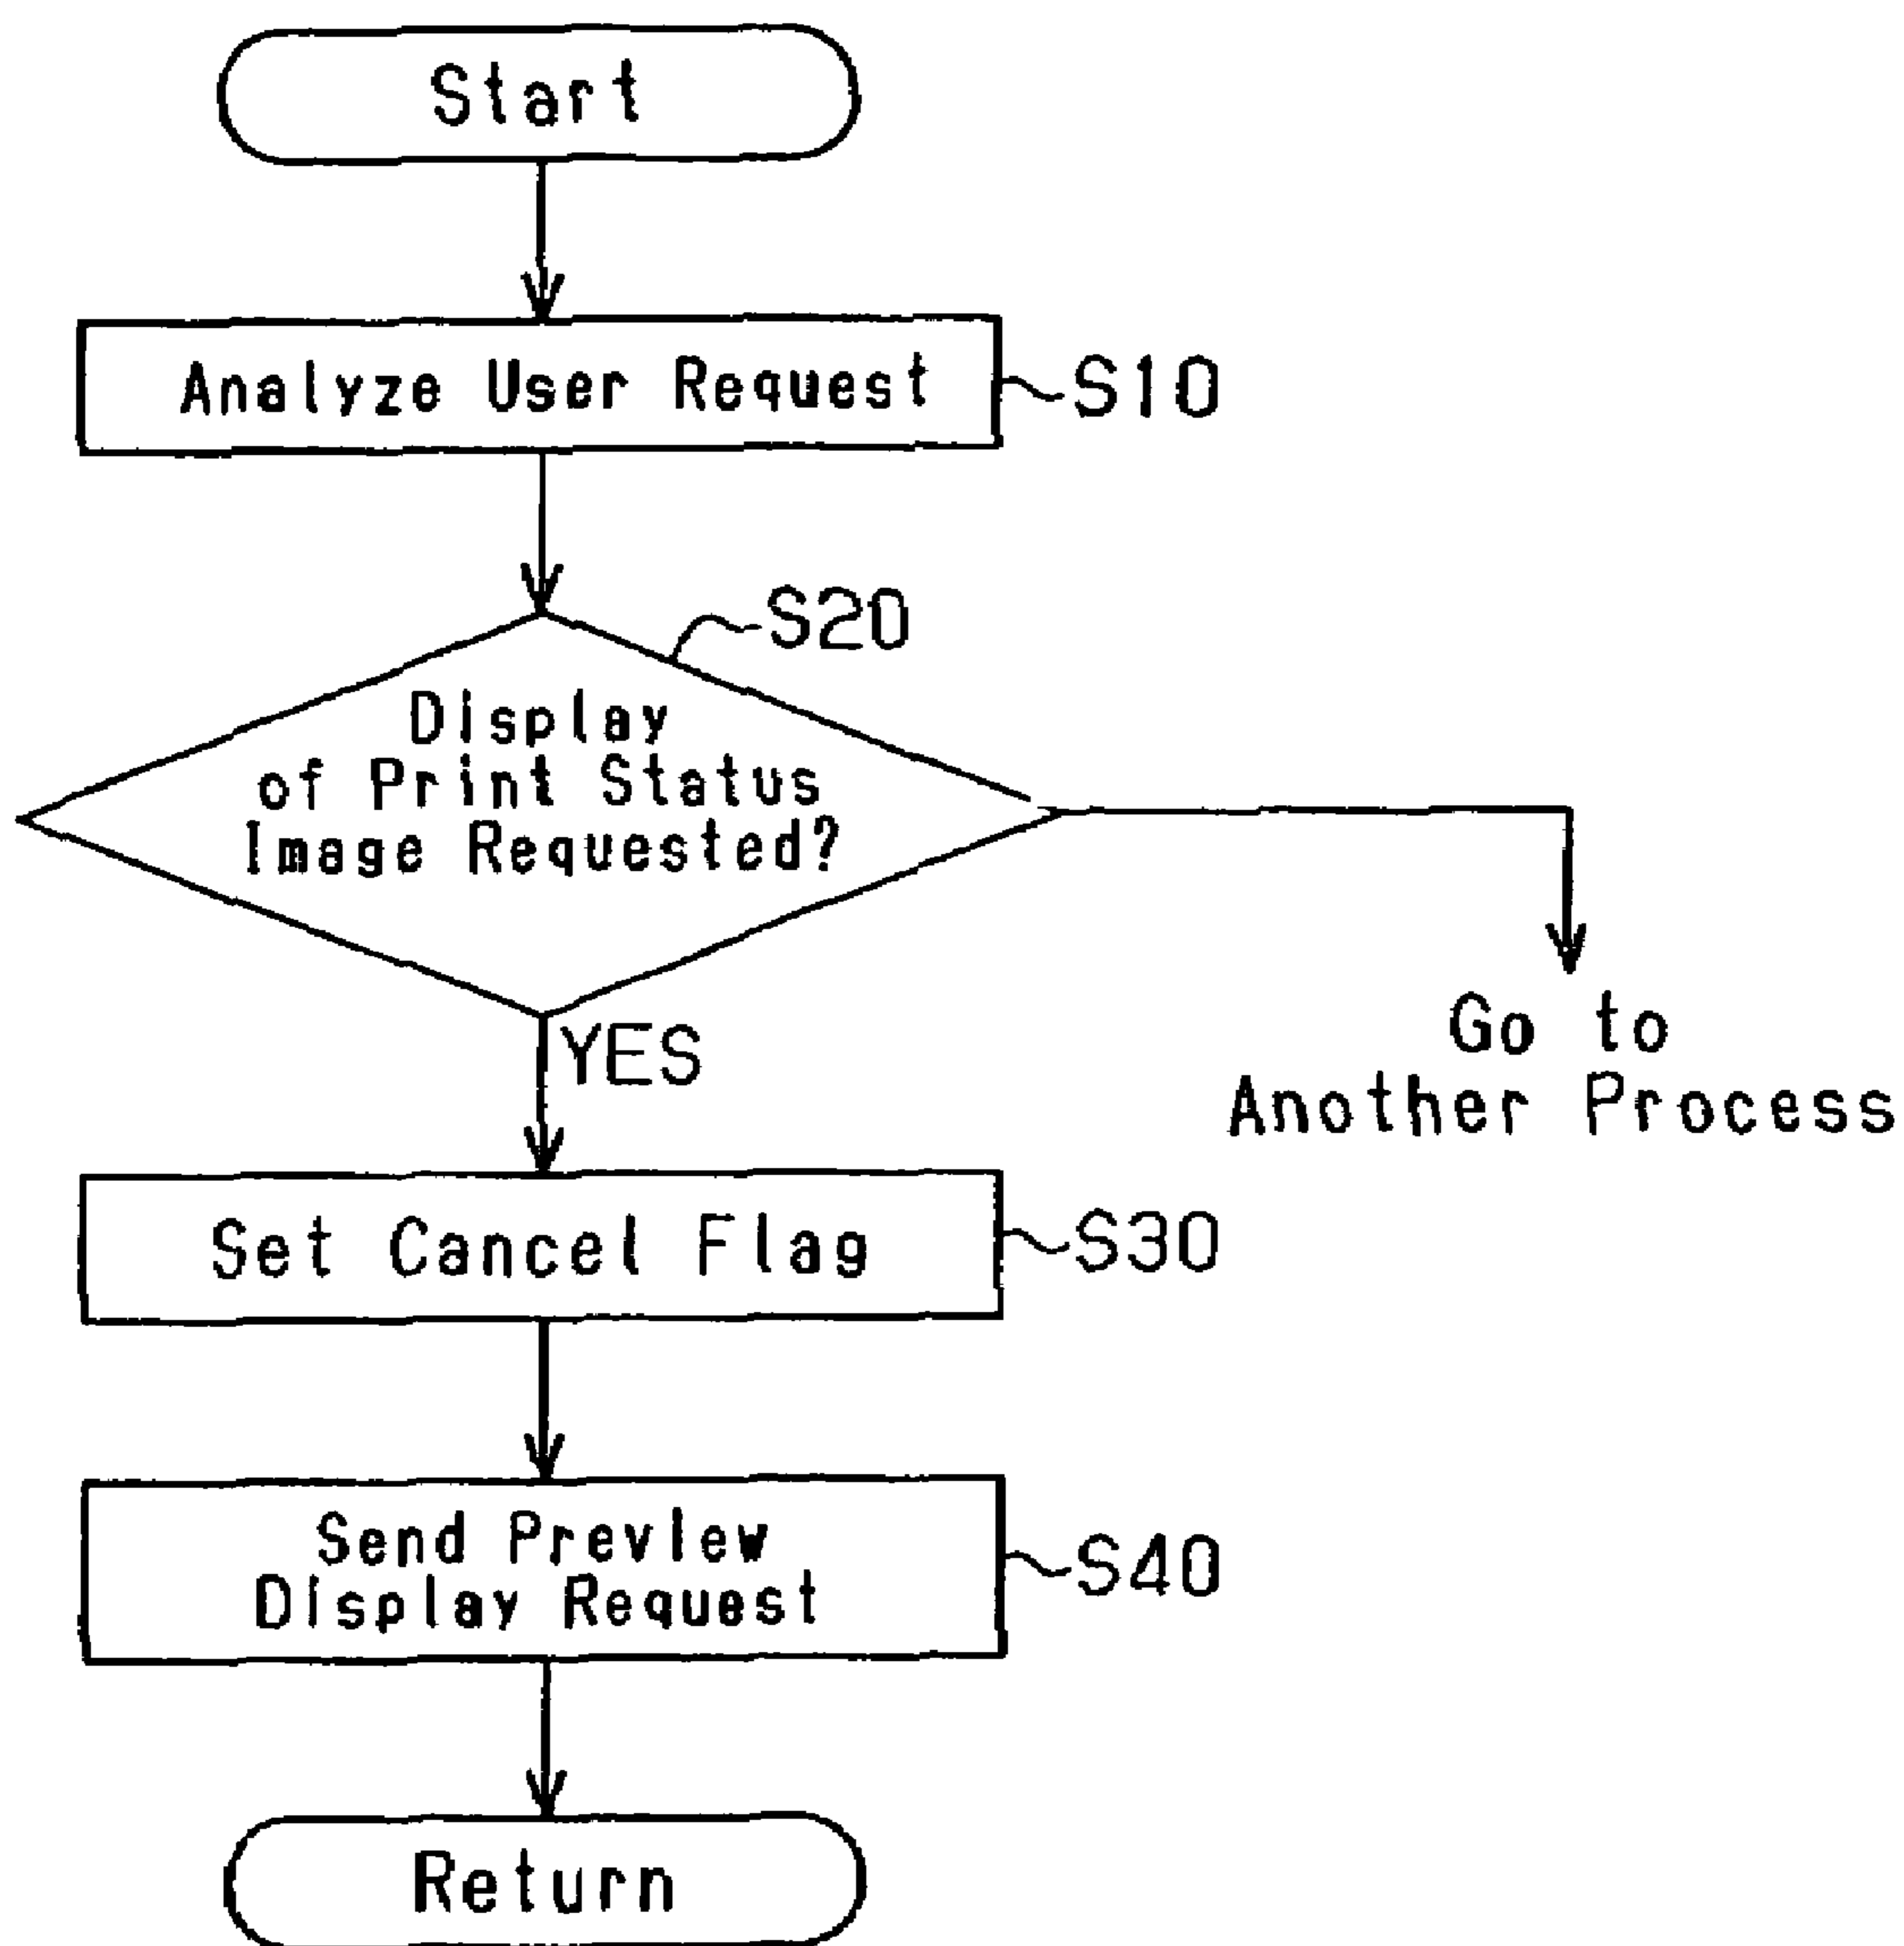 Start
Analyze User Request
S10
S20
Display
of Print Status
Image Requested?
YES
Go to
Another Process
Set Cancel Flag
S30
Send Preview
Display Request
S40
Return